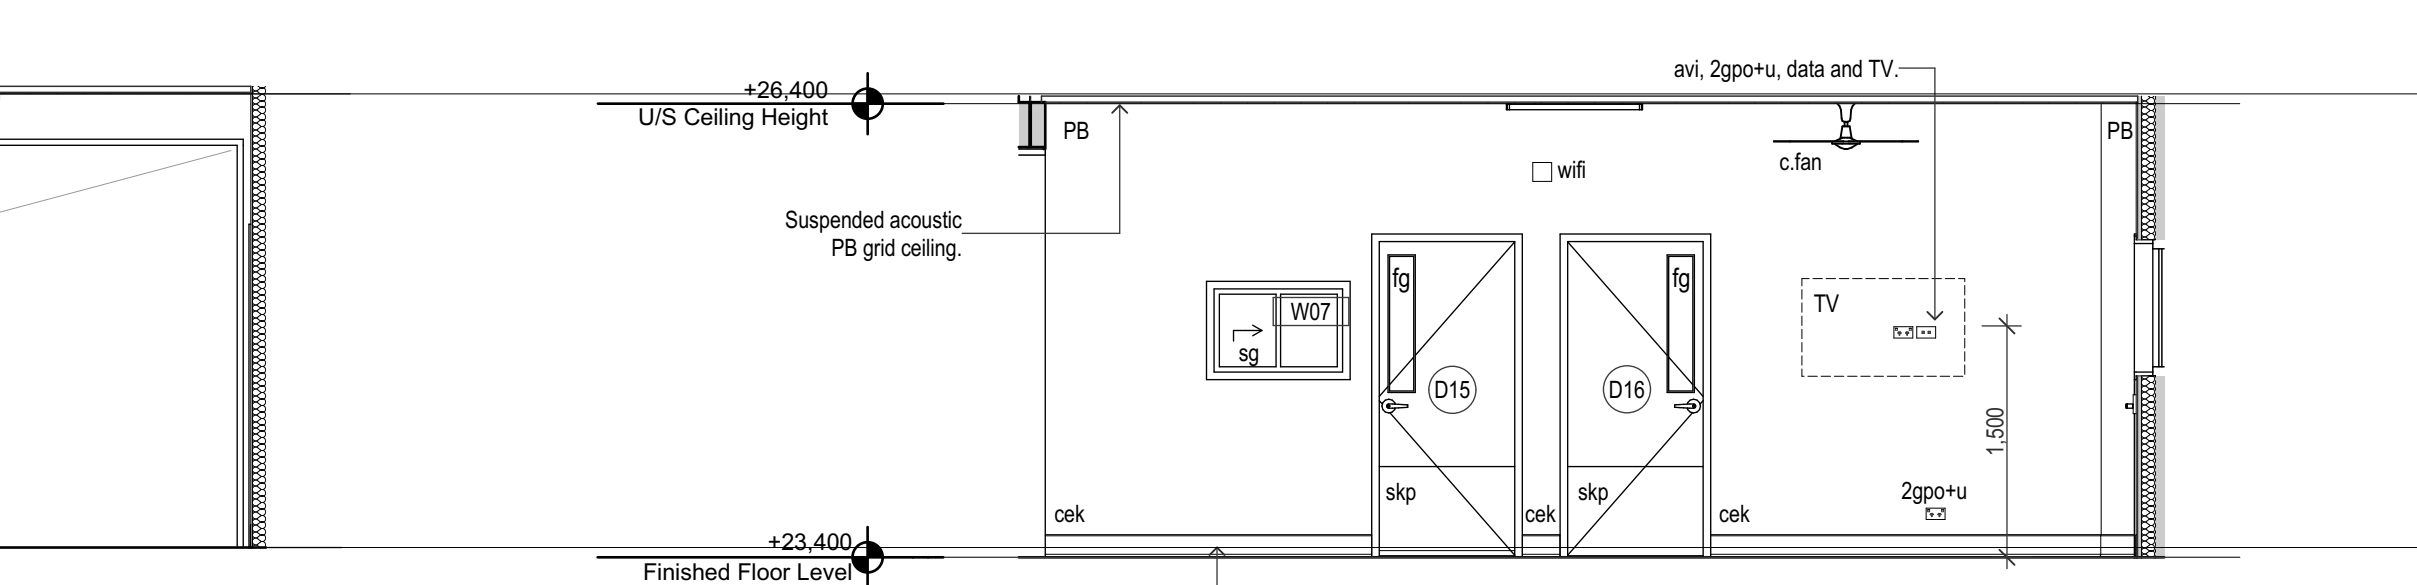 avi, 2gpo+u, data and TV.
+26,400
U/S Ceiling Height
PB
PB
c.fan
wifi
Suspended acoustic
PB grid ceiling.
fg
fg
W07
sg
TV
D15
D16
1,500
skp
skp
2gpo+u
cek
cek
cek
+23,400
Finished Floor Level